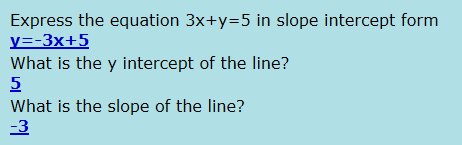 Express the equation 3x+y=5 in slope intercept form
y=-3x+5
What is the y intercept of the line?
5
What is the slope of the line?
-3